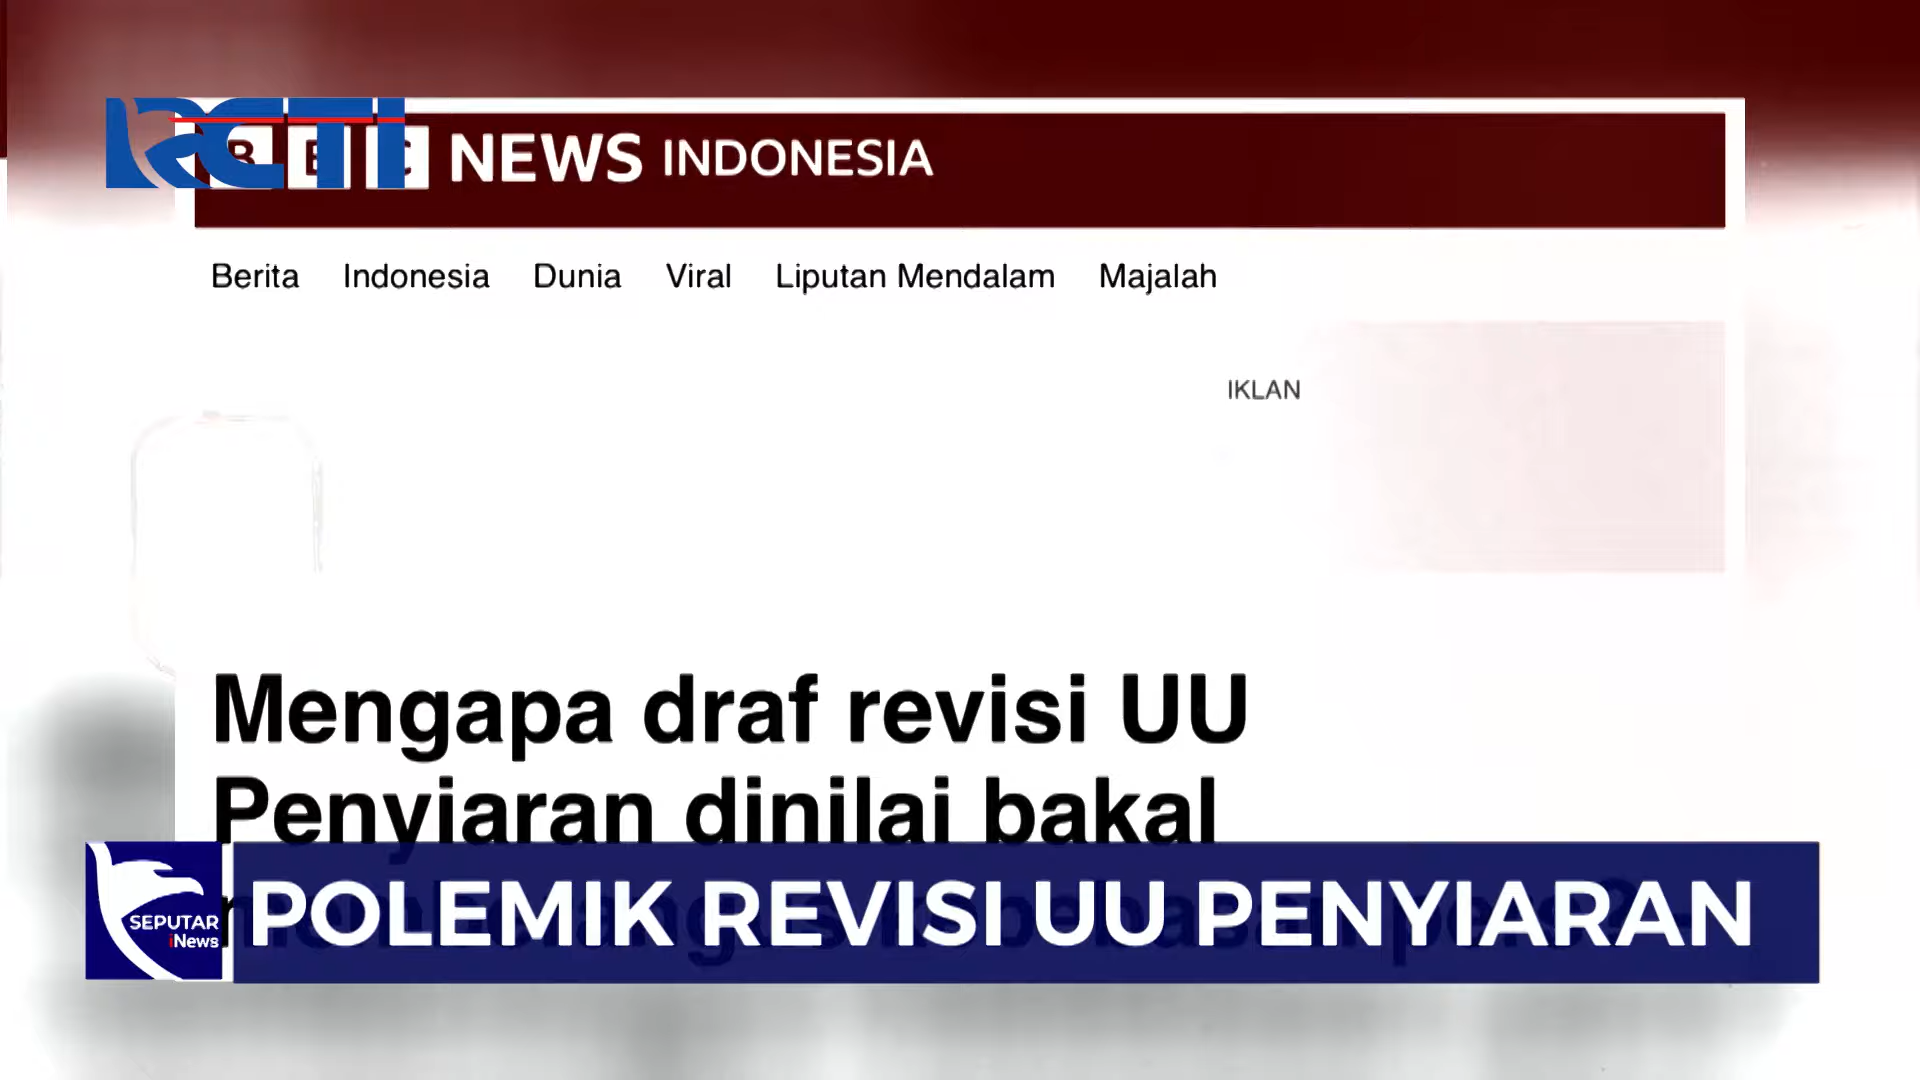 RCTI
NEWS INDONESIA
Berita Indonesia Dunia Viral Liputan Mendalam Majalah
IKLAN
Mengapa draf revisi UU
Penyiaran dinilai bakal
SEPUTAR
iNews
POLEMIK REVISI UU PENYIARAN